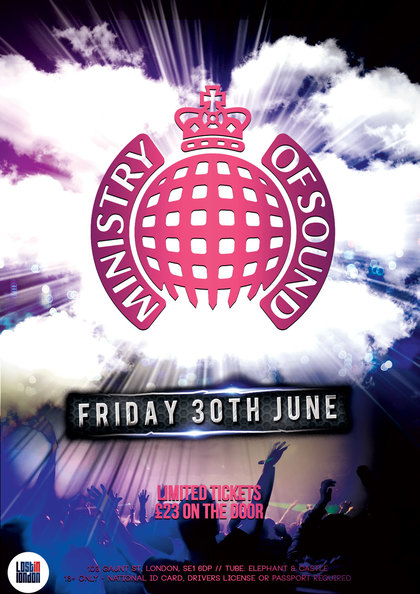 MINISTRY
OF SOUND
FRIDAY 30TH JUNE
LIMITED TICKETS
£23 ON THE DOOR
103 GAUNT ST, LONDON, SE1 6DP // TUBE: ELEPHANT & CASTLE
18+ ONLY - NATIONAL ID CARD, DRIVERS LICENSE OR PASSPORT REQUIRED
Lost in
london